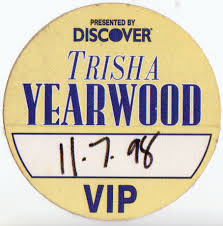 PRESENTED BY
DISCOVER
TRISHA
YEARWOOD
11.7.98
VIP